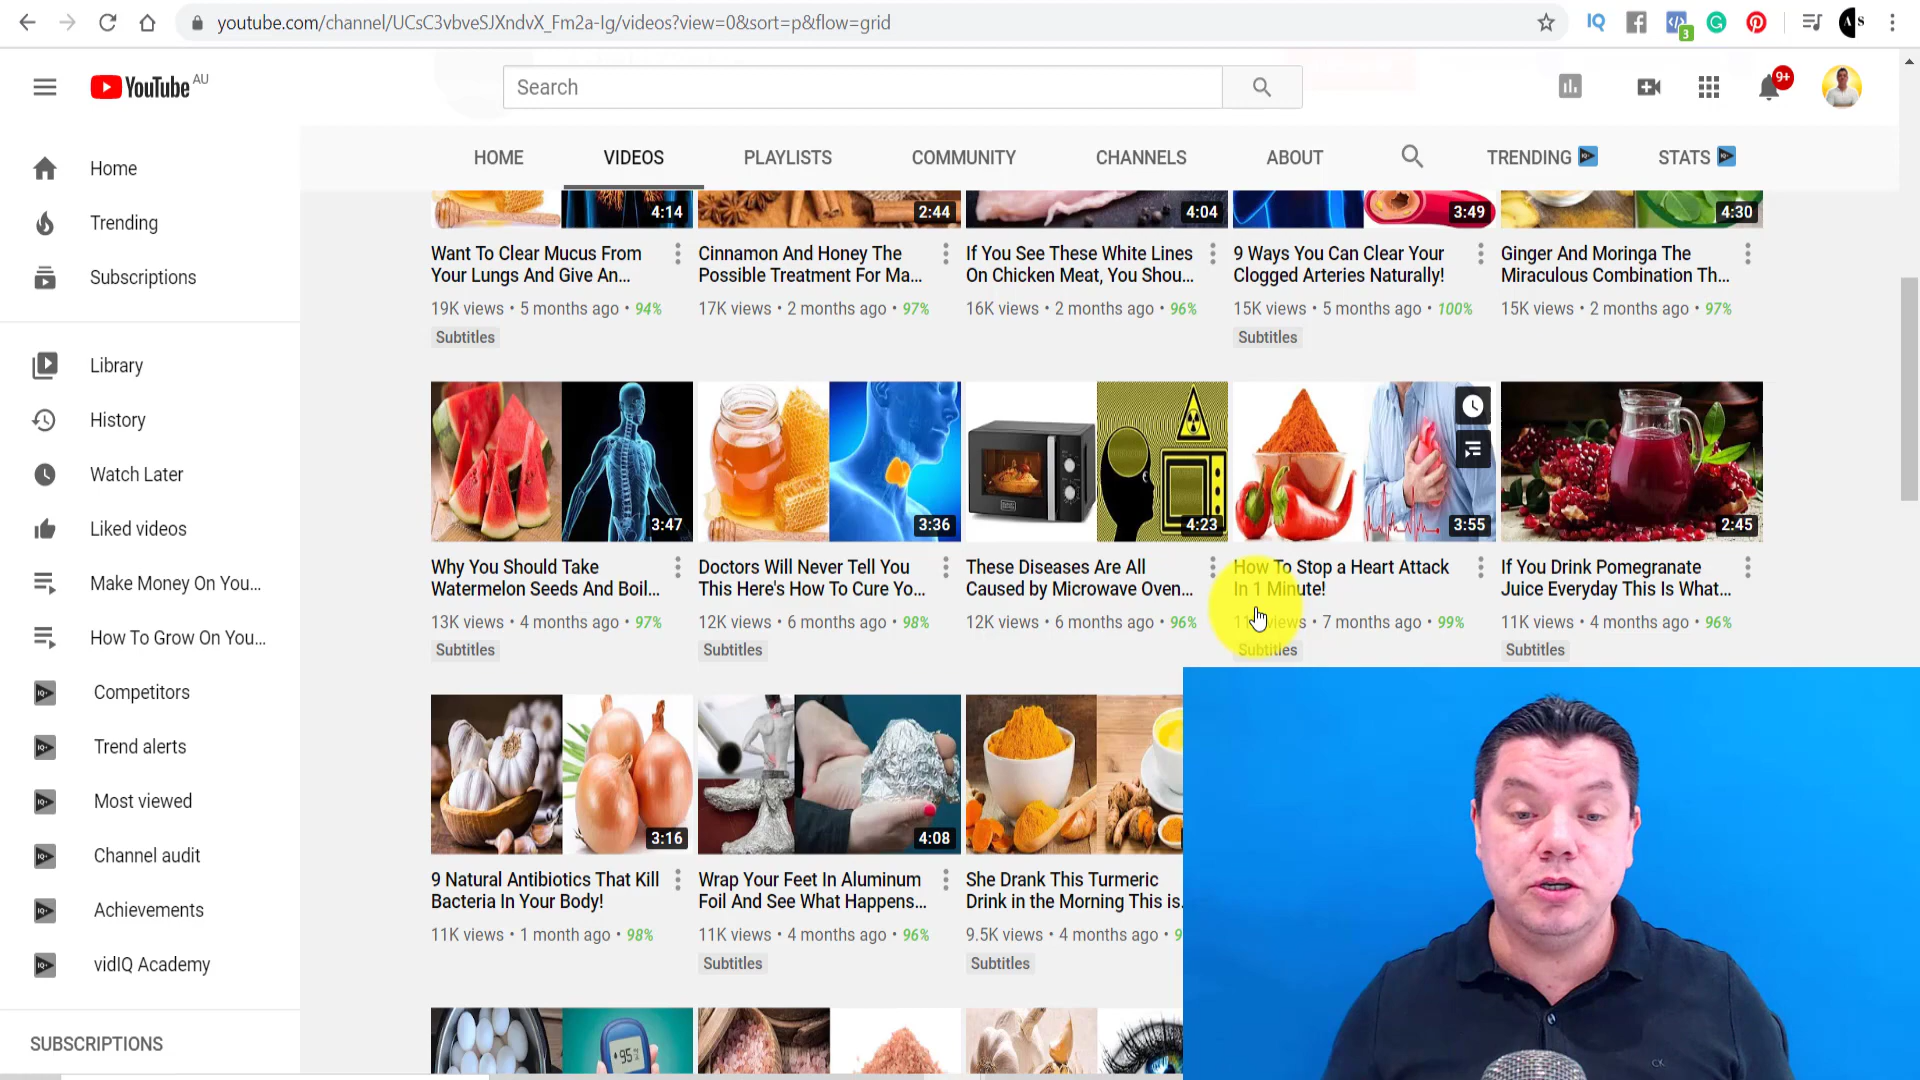 youtube.com/channel/UCsC3vbveSJXndvX_Fm2a-Ig/videos?view=0&sort=p&flow=grid
IQ
3
AS
YouTube AU
Search
9+
HOME
VIDEOS
PLAYLISTS
COMMUNITY
CHANNELS
ABOUT
TRENDING
STATS
Home
Trending
Subscriptions
Library
History
Watch Later
Liked videos
Make Money On You...
How To Grow On You...
Competitors
Trend alerts
Most viewed
Channel audit
Achievements
vidIQ Academy
SUBSCRIPTIONS
4:14
Want To Clear Mucus From
Your Lungs And Give An...
19K views • 5 months ago • 94%
Subtitles
2:44
Cinnamon And Honey The
Possible Treatment For Ma...
17K views • 2 months ago • 97%
4:04
If You See These White Lines
On Chicken Meat, You Shou...
16K views • 2 months ago • 96%
3:49
9 Ways You Can Clear Your
Clogged Arteries Naturally!
15K views • 5 months ago • 100%
Subtitles
4:30
Ginger And Moringa The
Miraculous Combination Th...
15K views • 2 months ago • 97%
3:47
Why You Should Take
Watermelon Seeds And Boil...
13K views • 4 months ago • 97%
Subtitles
3:36
Doctors Will Never Tell You
This Here's How To Cure Yo...
12K views • 6 months ago • 98%
Subtitles
4:23
These Diseases Are All
Caused by Microwave Oven...
12K views • 6 months ago • 96%
3:55
How To Stop a Heart Attack
In 1 Minute!
views • 7 months ago • 99%
Subtitles
2:45
If You Drink Pomegranate
Juice Everyday This Is What...
11K views • 4 months ago • 96%
Subtitles
3:16
9 Natural Antibiotics That Kill
Bacteria In Your Body!
11K views • 1 month ago • 98%
4:08
Wrap Your Feet In Aluminum
Foil And See What Happens...
11K views • 4 months ago • 96%
Subtitles
She Drank This Turmeric
Drink in the Morning This is
9.5K views • 4 months ago • 9
Subtitles
95